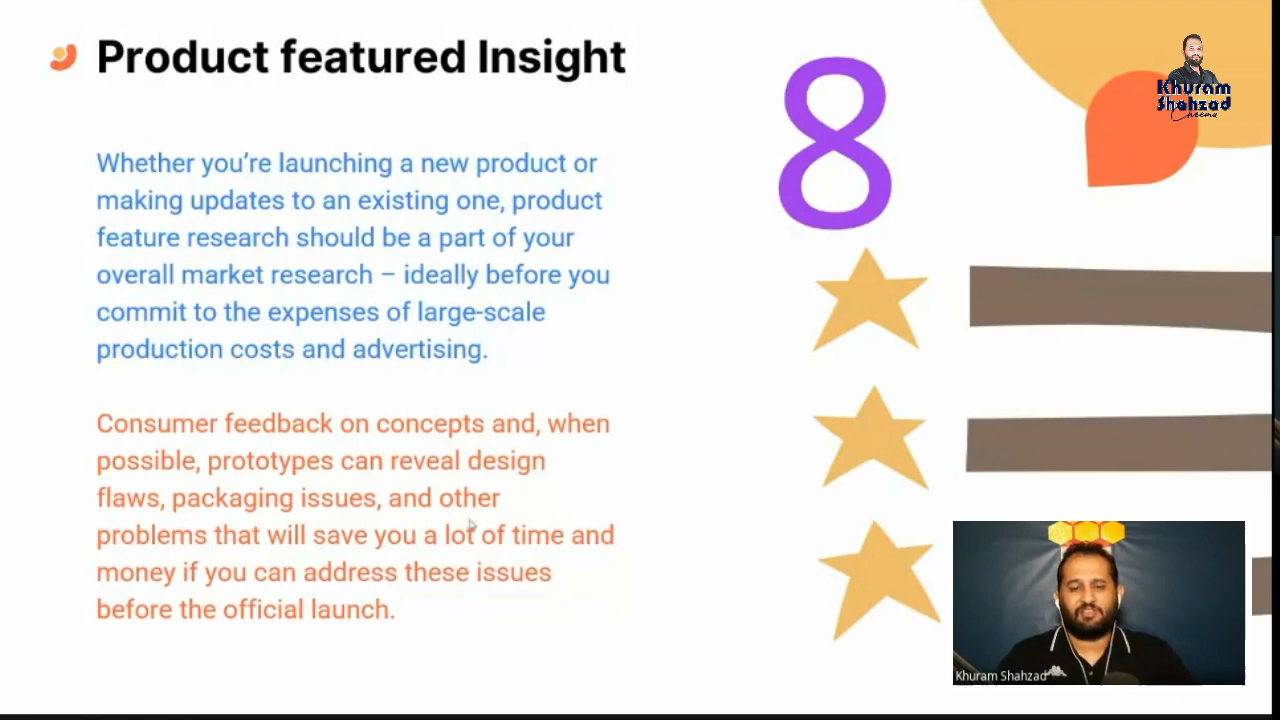 Product featured Insight
8
Khuram
Shahzad
Cheema
Whether you’re launching a new product or
making updates to an existing one, product
feature research should be a part of your
overall market research – ideally before you
commit to the expenses of large-scale
production costs and advertising.
Consumer feedback on concepts and, when
possible, prototypes can reveal design
flaws, packaging issues, and other
problems that will save you a lot of time and
money if you can address these issues
before the official launch.
Khuram Shahzad